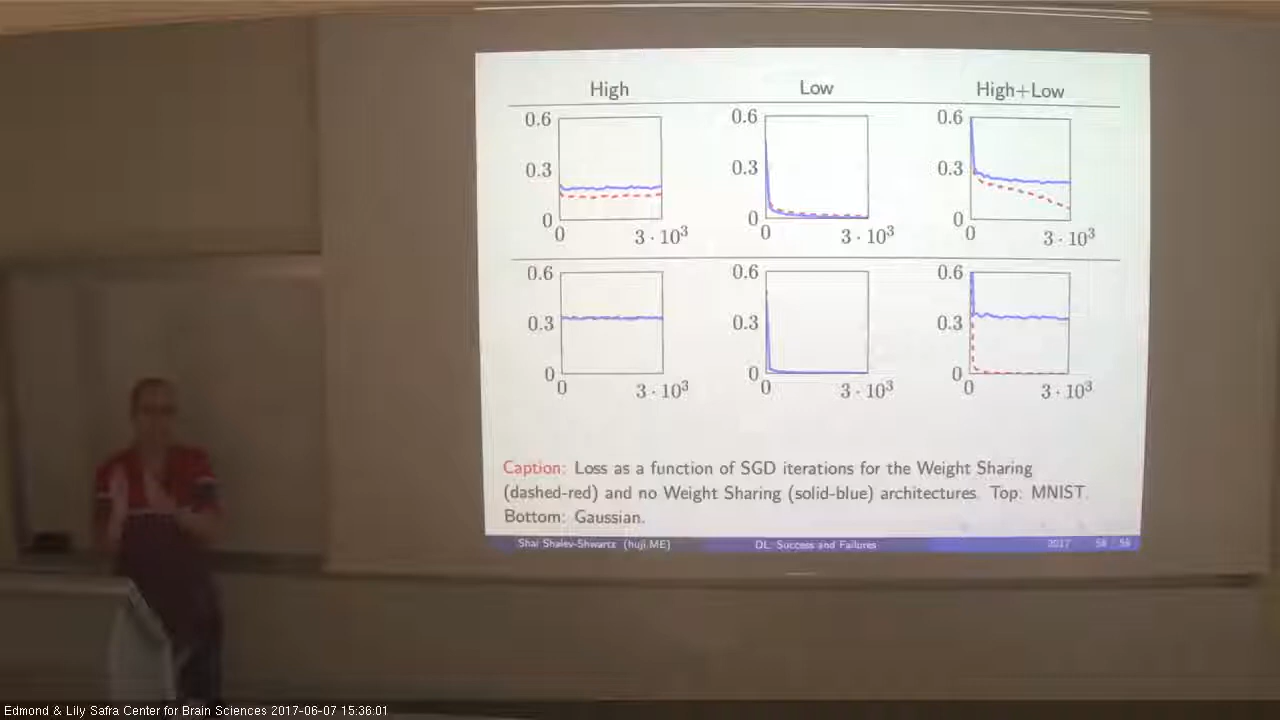 High Low High+Low
0.6 0.6 0.6
0.3 0.3 0.3
0 0 0
0 3 · 10³ 0 3 · 10³ 0 3 · 10³
0.6 0.6 0.6
0.3 0.3 0.3
0 0 0
0 3 · 10³ 0 3 · 10³ 0 3 · 10³
Caption: Loss as a function of SGD iterations for the Weight Sharing
(dashed-red) and no Weight Sharing (solid-blue) architectures. Top: MNIST.
Bottom: Gaussian.
Shai Shalev-Shwartz (huji,ME) DL: Success and Failures 2017
Edmond & Lily Safra Center for Brain Sciences 2017-06-07 15:36:01